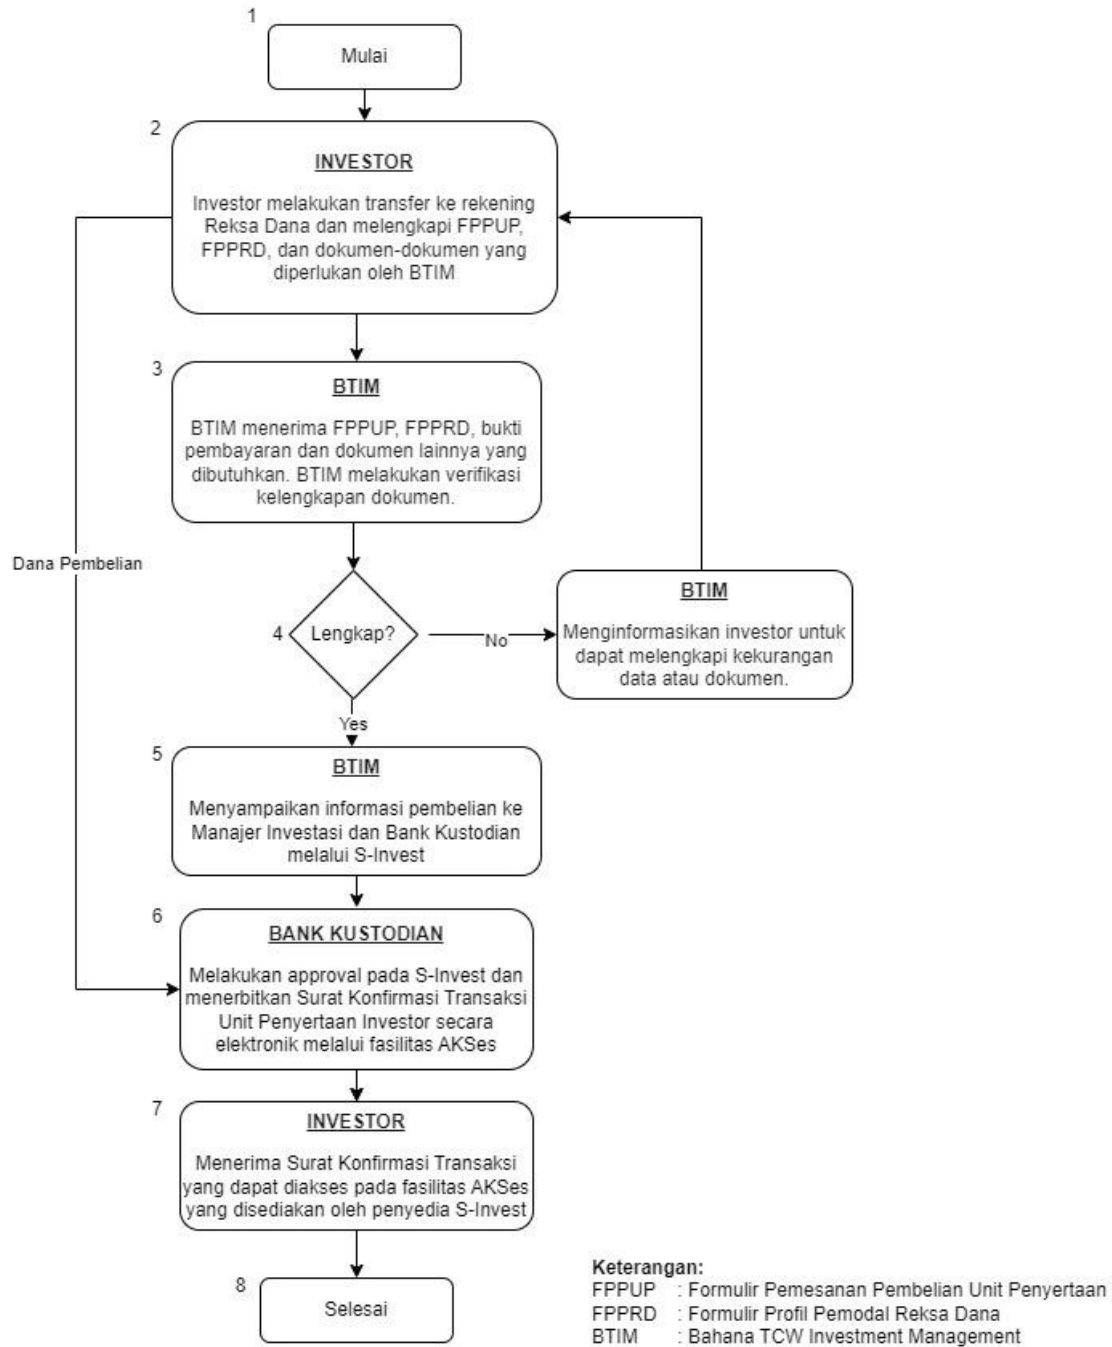 1
Mulai
2
INVESTOR
Investor melakukan transfer ke rekening
Reksa Dana dan melengkapi FPPUP,
FPPRD, dan dokumen-dokumen yang
diperlukan oleh BTIM
3
BTIM
BTIM menerima FPPUP, FPPRD, bukti
pembayaran dan dokumen lainnya yang
dibutuhkan. BTIM melakukan verifikasi
kelengkapan dokumen.
Dana Pembelian
4
Lengkap?
No
BTIM
Menginformasikan investor untuk
dapat melengkapi kekurangan
data atau dokumen.
Yes
5
BTIM
Menyampaikan informasi pembelian ke
Manajer Investasi dan Bank Kustodian
melalui S-Invest
6
BANK KUSTODIAN
Melakukan approval pada S-Invest dan
menerbitkan Surat Konfirmasi Transaksi
Unit Penyertaan Investor secara
elektronik melalui fasilitas AKSes
7
INVESTOR
Menerima Surat Konfirmasi Transaksi
yang dapat diakses pada fasilitas AKSes
yang disediakan oleh penyedia S-Invest
8
Selesai
Keterangan:
FPPUP : Formulir Pemesanan Pembelian Unit Penyertaan
FPPRD : Formulir Profil Pemodal Reksa Dana
BTIM : Bahana TCW Investment Management